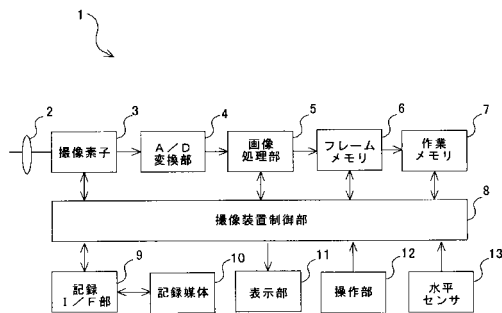 1
2
3
4
5
6
7
撮像素子
A/D
変換部
画像
処理部
フレーム
メモリ
作業
メモリ
8
撮像装置制御部
9
10
11
12
13
記録
I/F部
記録媒体
表示部
操作部
水平
センサ